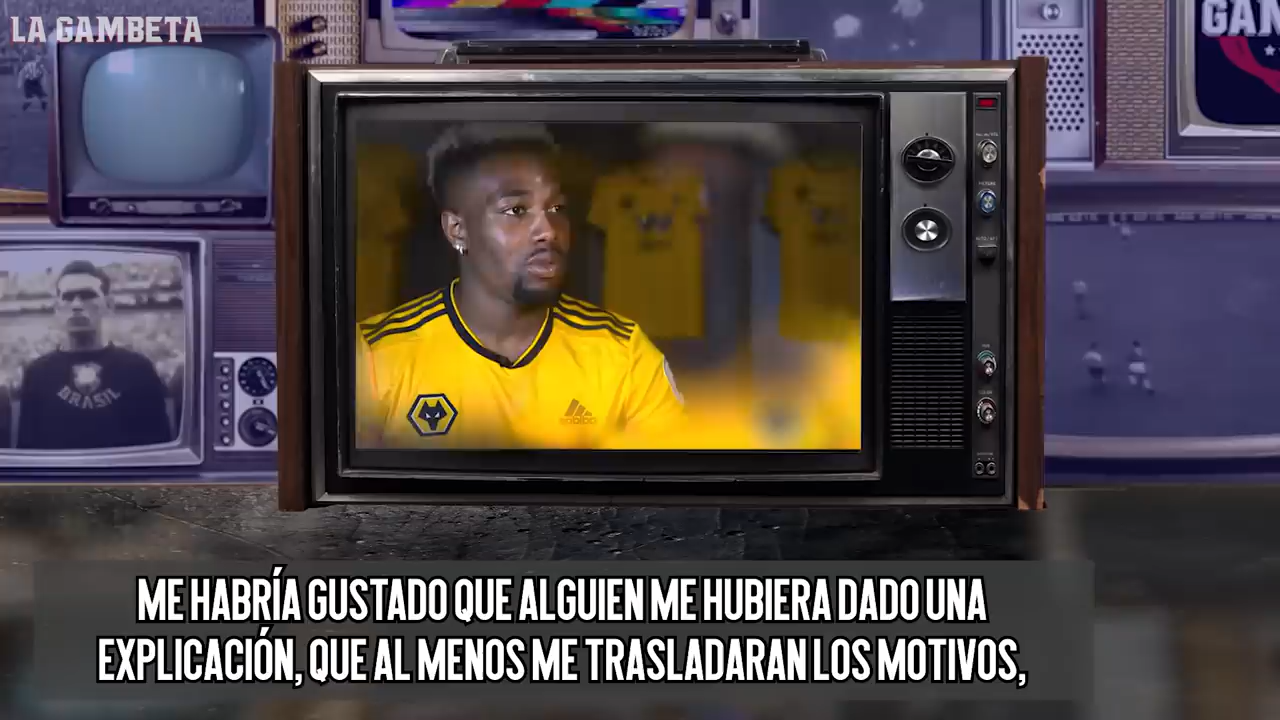 LA GAMBETA
GAM
BRASIL
adidas
ME HABRÍA GUSTADO QUE ALGUIEN ME HUBIERA DADO UNA
EXPLICACIÓN, QUE AL MENOS ME TRASLADARAN LOS MOTIVOS,